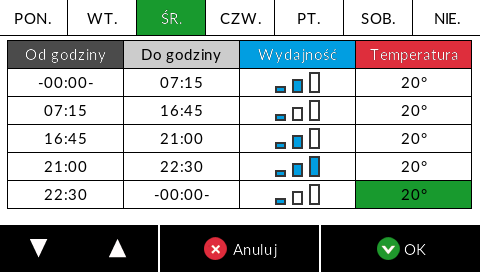 PON. WT. ŚR. CZW. PT. SOB. NIE.
Od godziny Do godziny Wydajność Temperatura
-00:00- 07:15 20°
07:15 16:45 20°
16:45 21:00 20°
21:00 22:30 20°
22:30 -00:00- 20°
Anuluj OK